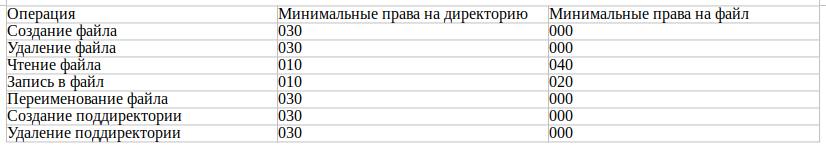 Операция Минимальные права на директорию Минимальные права на файл
Создание файла 030 000
Удаление файла 030 000
Чтение файла 010 040
Запись в файл 010 020
Переименование файла 030 000
Создание поддиректории 030 000
Удаление поддиректории 030 000